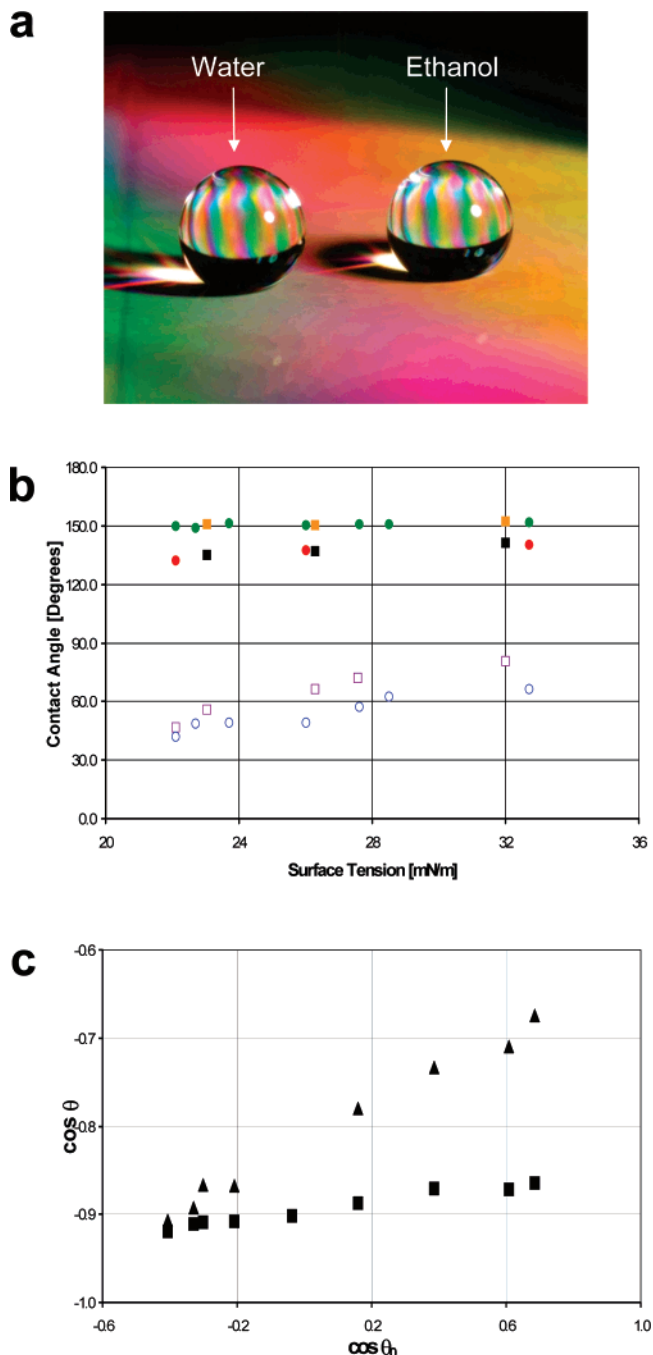 a
Water Ethanol
b
180.0
150.0
120.0
90.0
60.0
30.0
0.0
Contact Angle [Degrees]
20 24 28 32 36
Surface Tension [mN/m]
c
-0.6
-0.7
-0.8
-0.9
-1.0
cos θ
-0.6 -0.2 0.2 0.6 1.0
cos θ